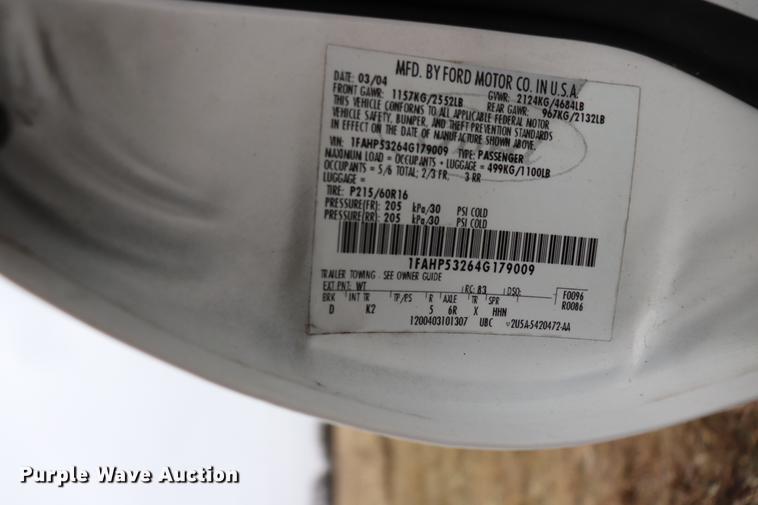 MFD. BY FORD MOTOR CO. IN U.S.A.
DATE: 03/04 GVWR: 2124KG/4684LB
FRONT GAWR: 1157KG/2552LB REAR GAWR: 967KG/2132LB
THIS VEHICLE CONFORMS TO ALL APPLICABLE FEDERAL MOTOR
VEHICLE SAFETY, BUMPER, AND THEFT PREVENTION STANDARDS
IN EFFECT ON THE DATE OF MANUFACTURE SHOWN ABOVE.
VIN: 1FAHP53264G179009 TYPE: PASSENGER
MAXIMUM LOAD = OCCUPANTS + LUGGAGE = 499KG/1100LB
OCCUPANTS = 5/6 TOTAL; 2/3 FR, 3 RR
LUGGAGE =
TIRE: P215/60R16
PRESSURE(FR): 205 kPa/30 PSI COLD
PRESSURE(RR): 205 kPa/30 PSI COLD
1FAHP53264G179009
TRAILER TOWING - SEE OWNER GUIDE
EXT PNT: WT RC: 83 DSO: F0096
BRK INT TR TP/PS R AXLE TR SPR R0086
D K2 5 6R X HHN
1200403101307 UBC 2U5A-5420472-AA
Purple Wave Auction